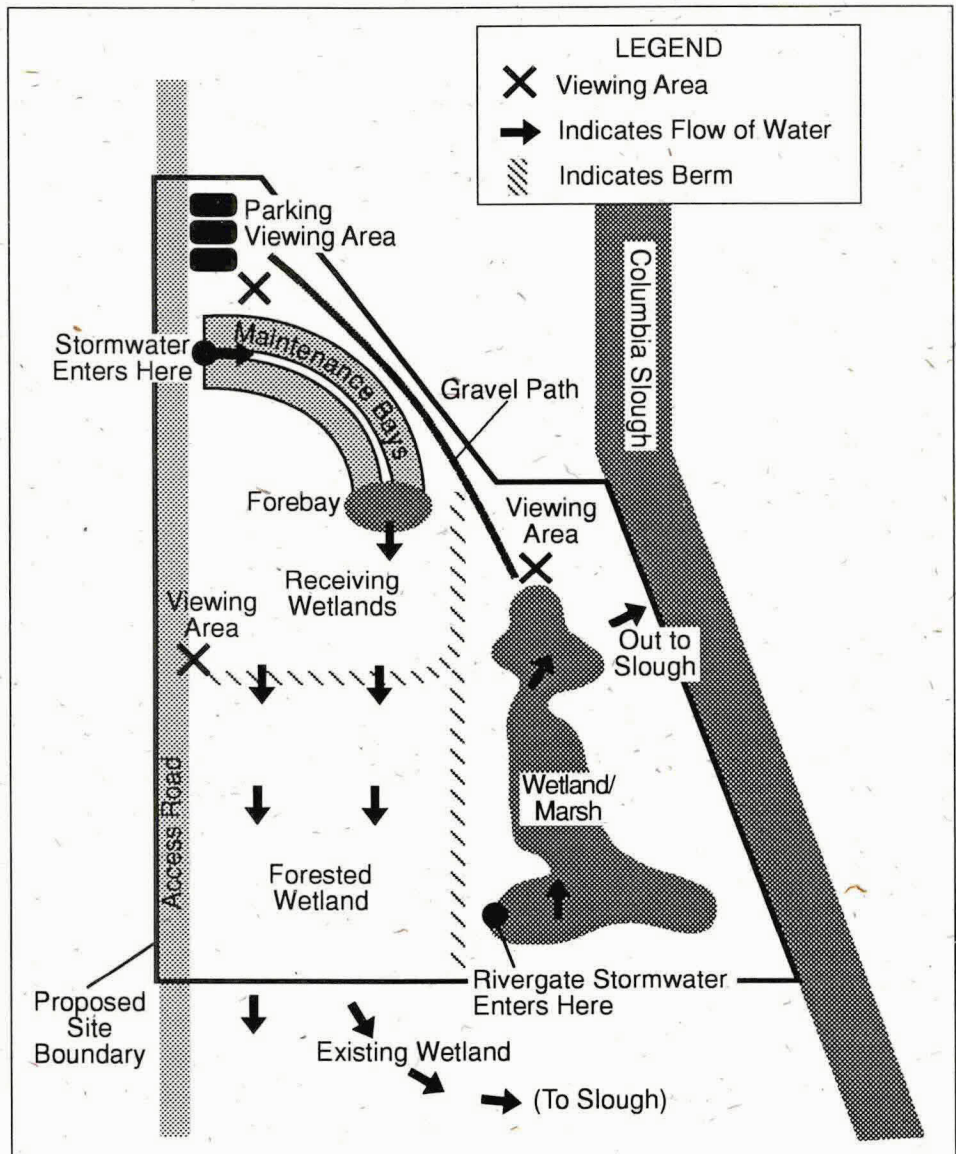 LEGEND
Viewing Area
Indicates Flow of Water
Indicates Berm
Parking
Viewing Area
Columbia Slough
Stormwater
Enters Here
Maintenance Bays
Gravel Path
Forebay
Viewing
Area
Receiving
Wetlands
Viewing
Area
Out to
Slough
Access Road
Wetland/
Marsh
Forested
Wetland
Rivergate Stormwater
Enters Here
Proposed
Site
Boundary
Existing Wetland
(To Slough)